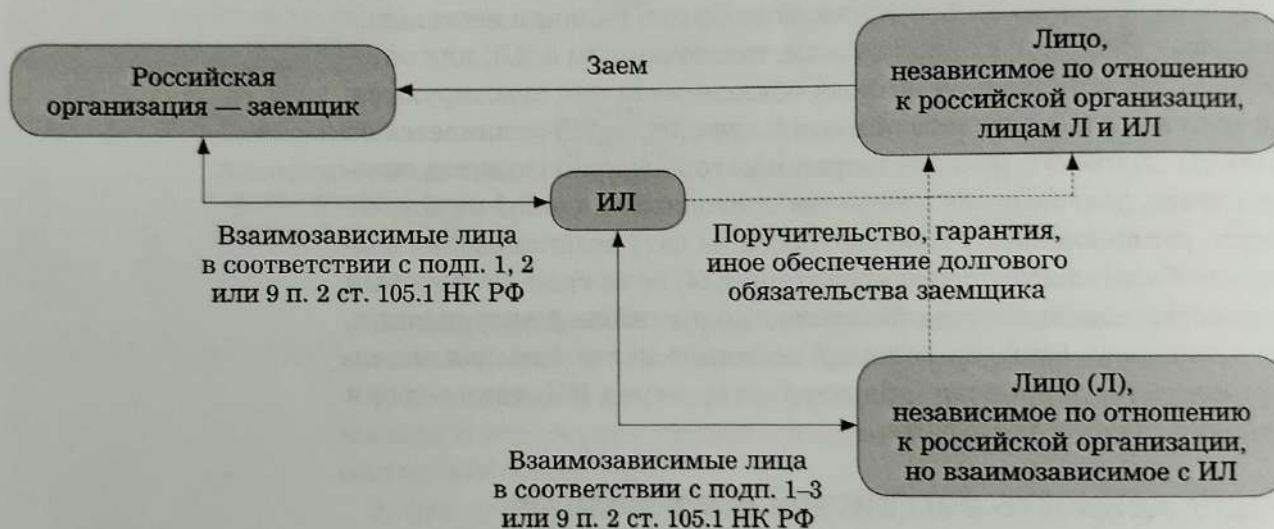 Российская
организация — заемщик
Заем
Лицо,
независимое по отношению
к российской организации,
лицам Л и ИЛ
ИЛ
Взаимозависимые лица
в соответствии с подп. 1, 2
или 9 п. 2 ст. 105.1 НК РФ
Поручительство, гарантия,
иное обеспечение долгового
обязательства заемщика
Лицо (Л),
независимое по отношению
к российской организации,
но взаимозависимое с ИЛ
Взаимозависимые лица
в соответствии с подп. 1–3
или 9 п. 2 ст. 105.1 НК РФ